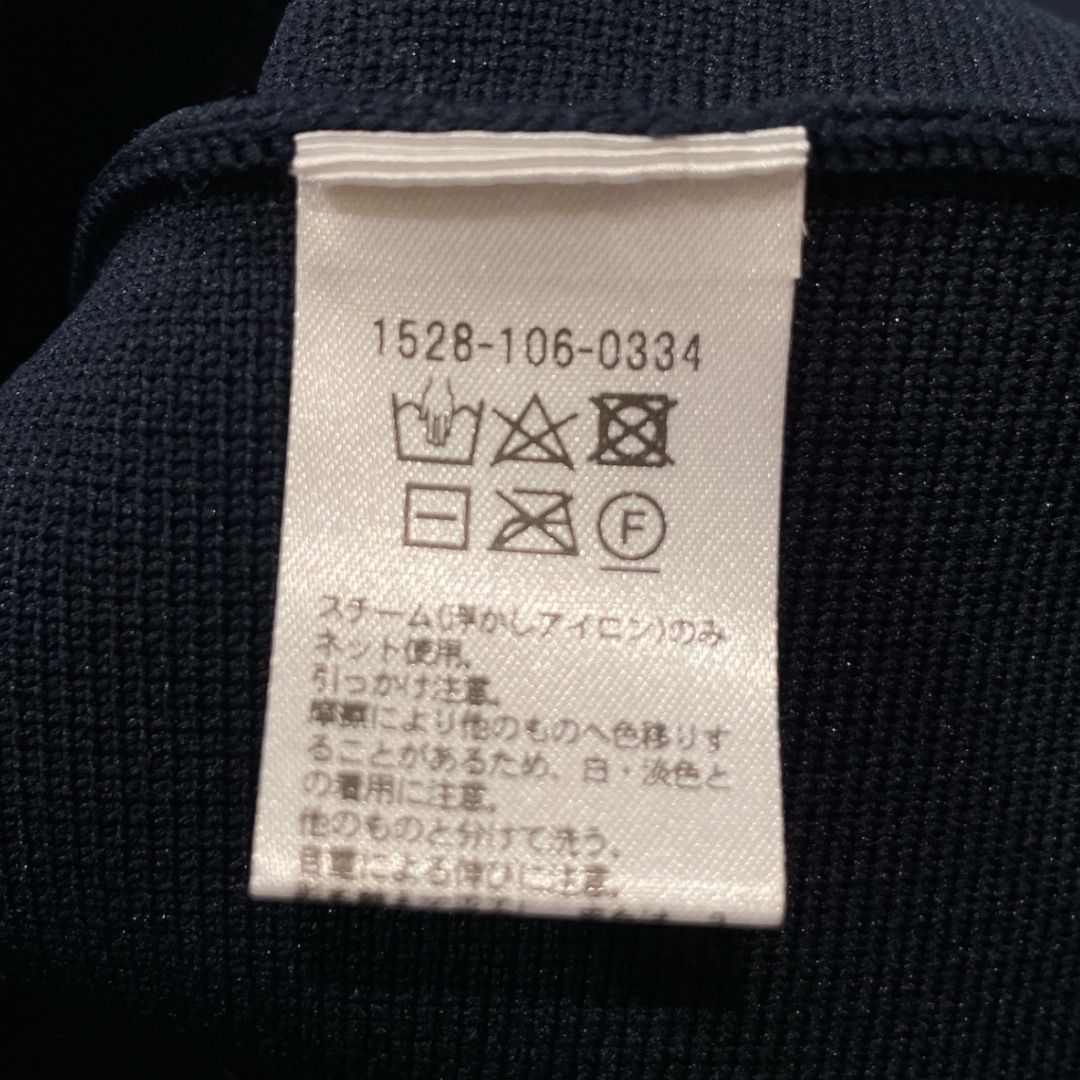 1528-106-0334
F
スチーム(浮かしアイロン)のみ
ネット使用。
引っかけ注意。
摩擦により他のものへ色移りす
ることがあるため、白・淡色と
の着用に注意。
他のものと分けて洗う。
自重による伸びに注意。